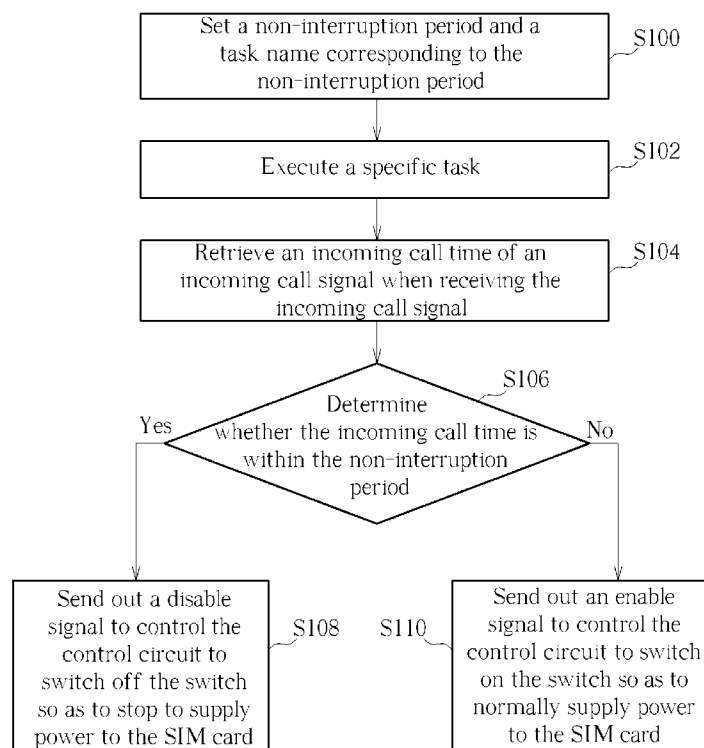 Set a non-interruption period and a
task name corresponding to the
non-interruption period
S100
Execute a specific task
S102
Retrieve an incoming call time of an
incoming call signal when receiving the
incoming call signal
S104
S106
Determine
whether the incoming call time is
within the non-interruption
period
Yes
No
Send out a disable
signal to control the
control circuit to
switch off the switch
so as to stop to supply
power to the SIM card
S108
S110
Send out an enable
signal to control the
control circuit to switch
on the switch so as to
normally supply power
to the SIM card